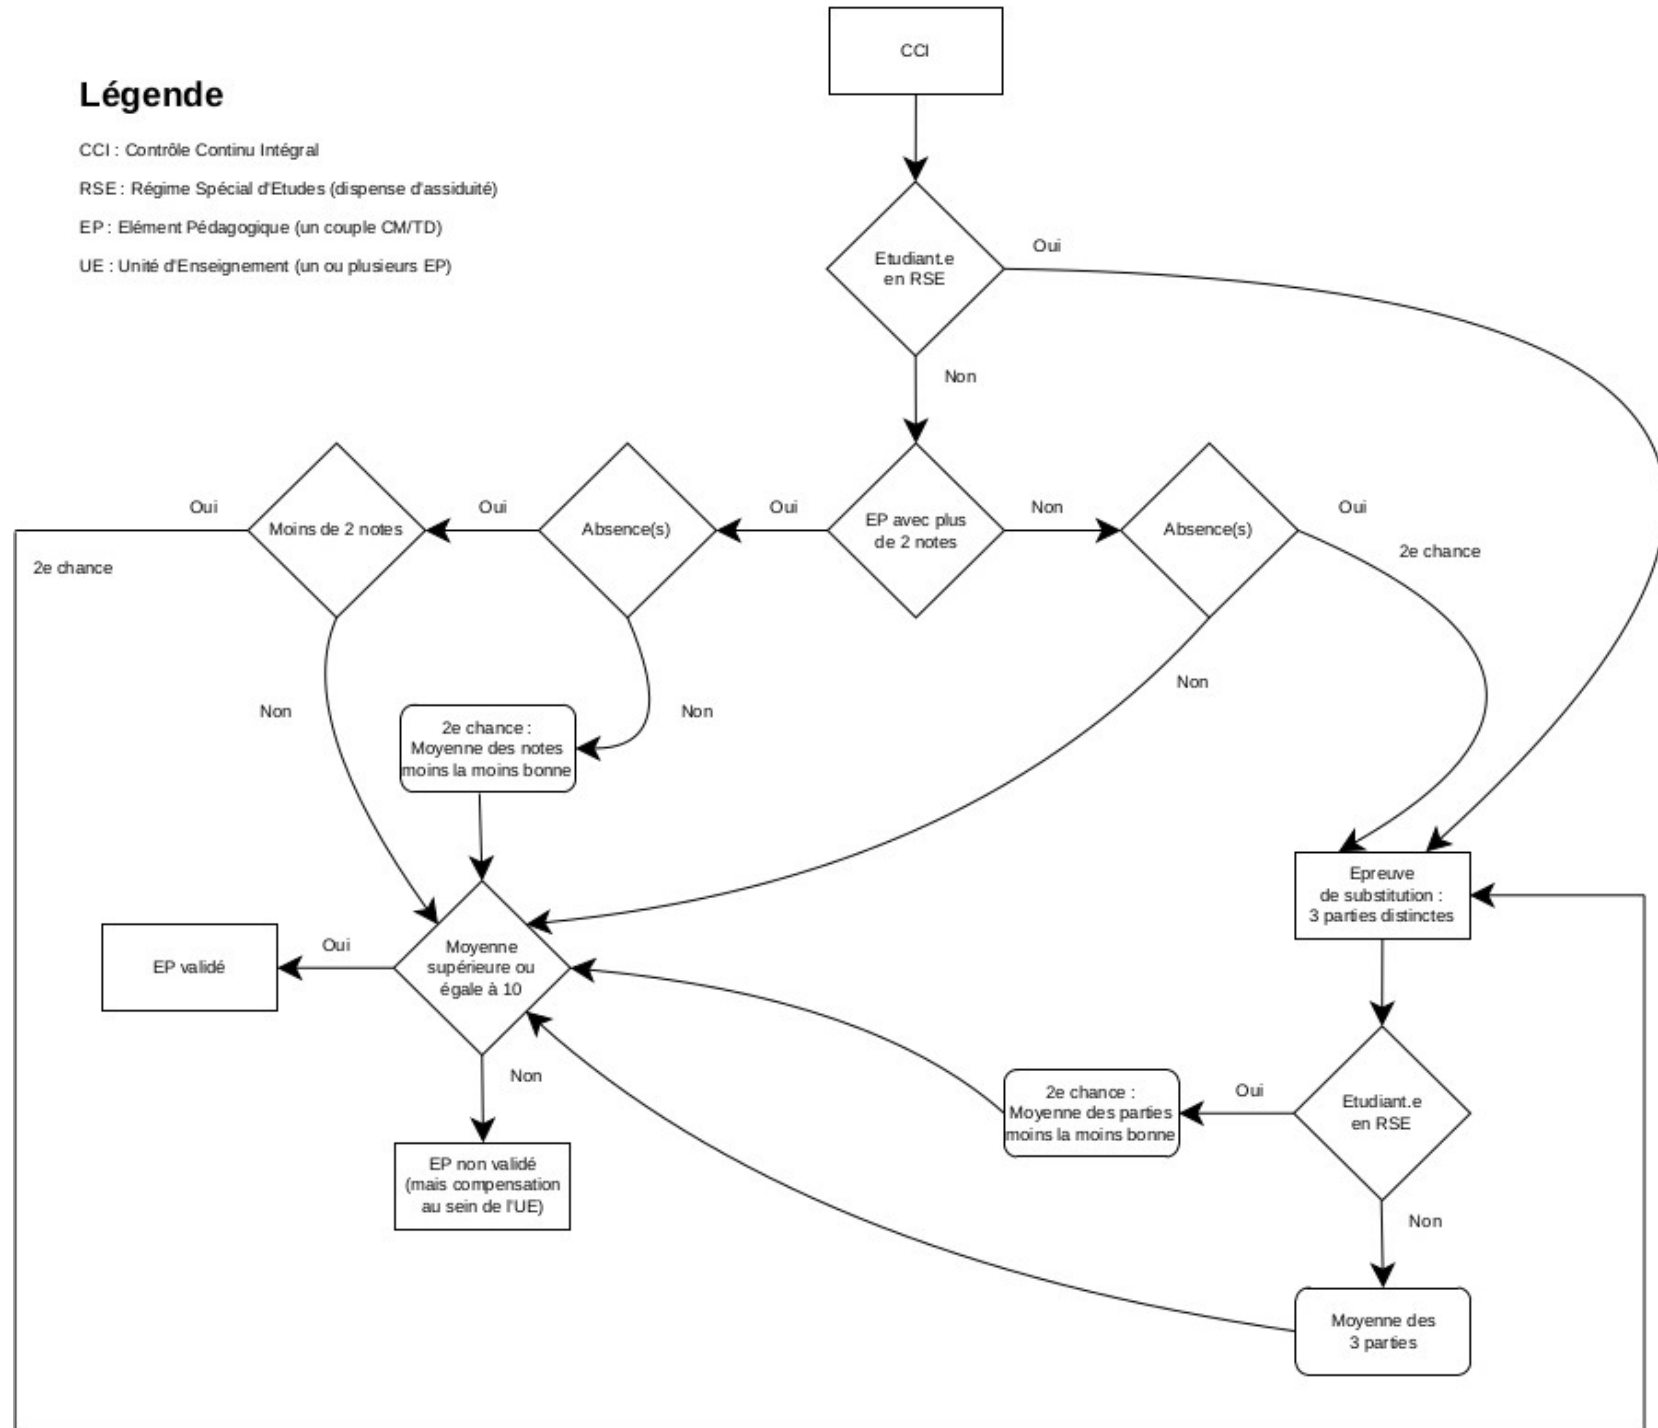 CCI
Légende
CCI : Contrôle Continu Intégral
RSE : Régime Spécial d'Etudes (dispense d'assiduité)
EP : Elément Pédagogique (un couple CM/TD)
UE : Unité d'Enseignement (un ou plusieurs EP)
Etudiant.e
en RSE
Oui
Non
Oui
Moins de 2 notes
Oui
Absence(s)
Oui
EP avec plus
de 2 notes
Non
Absence(s)
Oui
2e chance
2e chance
Non
Non
Non
2e chance :
Moyenne des notes
moins la moins bonne
Epreuve
de substitution :
3 parties distinctes
EP validé
Oui
Moyenne
supérieure ou
égale à 10
Non
EP non validé
(mais compensation
au sein de l'UE)
2e chance :
Moyenne des parties
moins la moins bonne
Oui
Etudiant.e
en RSE
Non
Moyenne des
3 parties